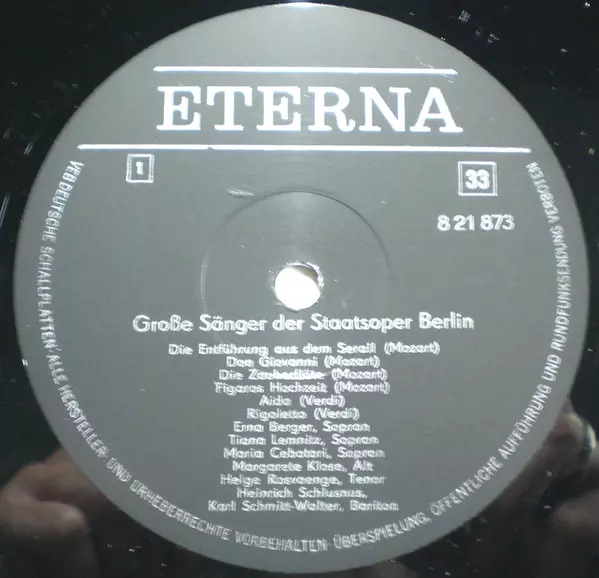 ETERNA
1
33
8 21 873
Große Sänger der Staatsoper Berlin
Die Entführung aus dem Serail (Mozart)
Don Giovanni (Mozart)
Die Zauberflöte (Mozart)
Figaros Hochzeit (Mozart)
Aida (Verdi)
Rigoletto (Verdi)
Erna Berger, Sopran
Tiana Lemnitz, Sopran
Maria Cebotari, Sopran
Margarete Klose, Alt
Helge Rosvaenge, Tenor
Heinrich Schlusnus,
Karl Schmitt-Walter, Bariton
VEB DEUTSCHE SCHALLPLATTEN · ALLE HERSTELLER- UND URHEBERRECHTE VORBEHALTEN · ÜBERSPIELUNG, ÖFFENTLICHE AUFFÜHRUNG UND RUNDFUNKSENDUNG VERBOTEN